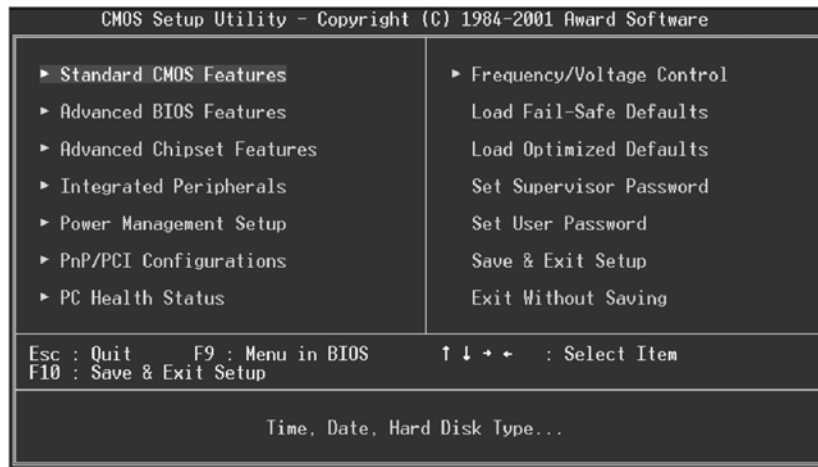 CMOS Setup Utility - Copyright (C) 1984-2001 Award Software
▶ Standard CMOS Features
▶ Advanced BIOS Features
▶ Advanced Chipset Features
▶ Integrated Peripherals
▶ Power Management Setup
▶ PnP/PCI Configurations
▶ PC Health Status
▶ Frequency/Voltage Control
Load Fail-Safe Defaults
Load Optimized Defaults
Set Supervisor Password
Set User Password
Save & Exit Setup
Exit Without Saving
Esc : Quit F9 : Menu in BIOS ↑ ↓ → ← : Select Item
F10 : Save & Exit Setup
Time, Date, Hard Disk Type...